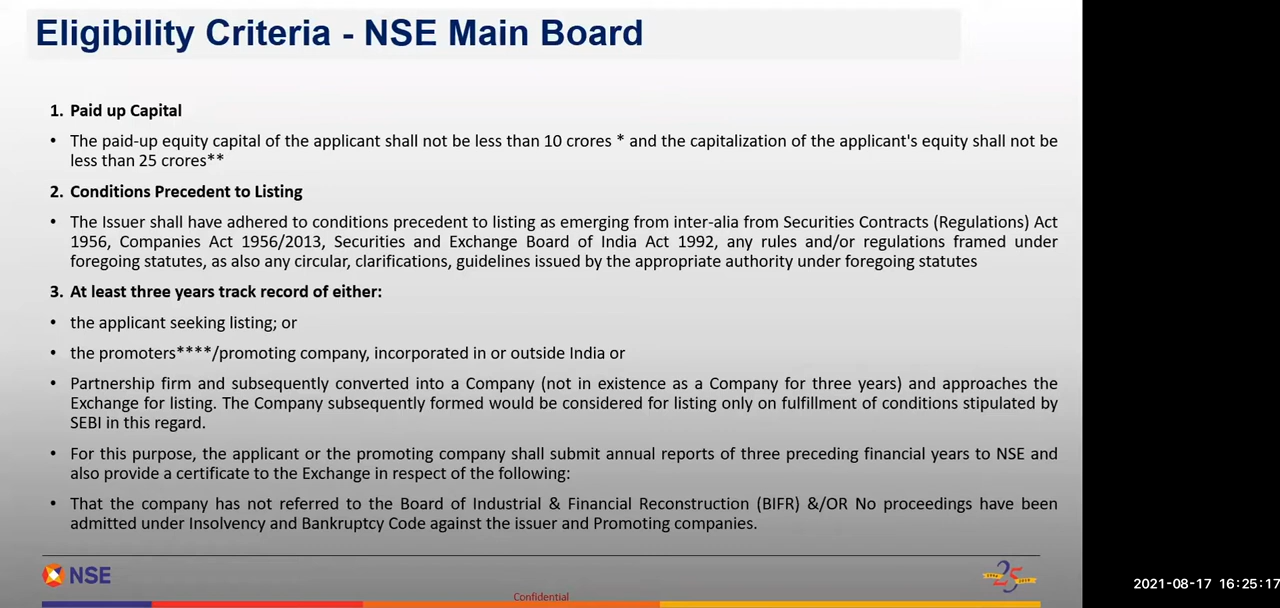 Eligibility Criteria - NSE Main Board
1. Paid up Capital
• The paid-up equity capital of the applicant shall not be less than 10 crores * and the capitalization of the applicant's equity shall not be
less than 25 crores**
2. Conditions Precedent to Listing
• The Issuer shall have adhered to conditions precedent to listing as emerging from inter-alia from Securities Contracts (Regulations) Act
1956, Companies Act 1956/2013, Securities and Exchange Board of India Act 1992, any rules and/or regulations framed under
foregoing statutes, as also any circular, clarifications, guidelines issued by the appropriate authority under foregoing statutes
3. At least three years track record of either:
• the applicant seeking listing; or
• the promoters****/promoting company, incorporated in or outside India or
• Partnership firm and subsequently converted into a Company (not in existence as a Company for three years) and approaches the
Exchange for listing. The Company subsequently formed would be considered for listing only on fulfillment of conditions stipulated by
SEBI in this regard.
• For this purpose, the applicant or the promoting company shall submit annual reports of three preceding financial years to NSE and
also provide a certificate to the Exchange in respect of the following:
• That the company has not referred to the Board of Industrial & Financial Reconstruction (BIFR) &/OR No proceedings have been
admitted under Insolvency and Bankruptcy Code against the issuer and Promoting companies.
NSE
25
Confidential
2021-08-17 16:25:17